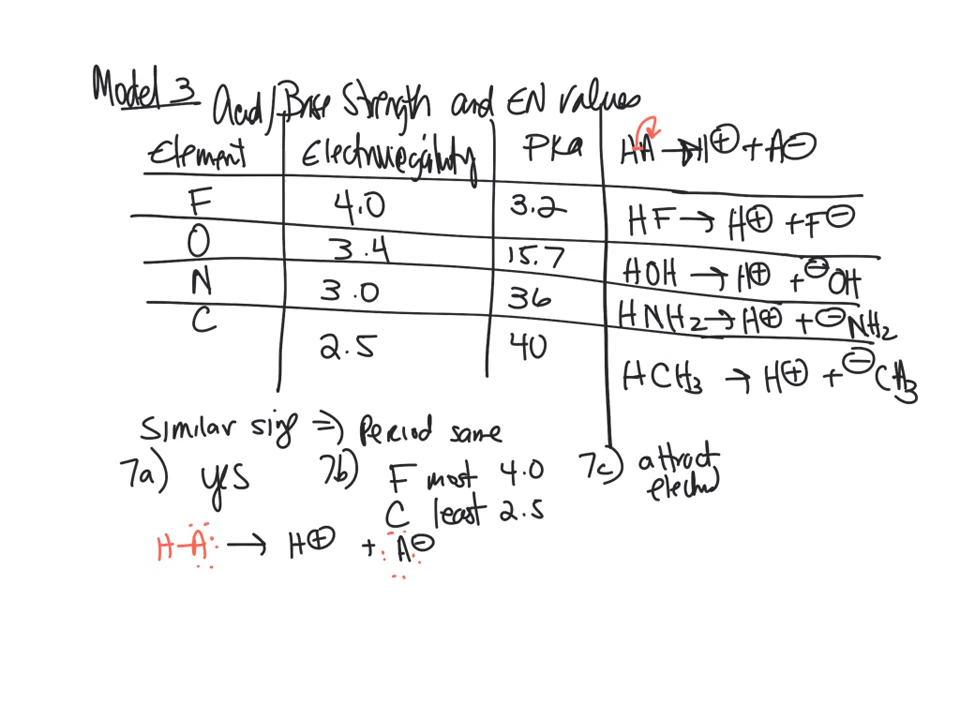 Model 3 Acid/Base Strength and EN values
Element Electronegativity PKa HA → H⊕ + A⊖
F 4.0 3.2 HF → H⊕ + F⊖
O 3.4 15.7 HOH → H⊕ + ⊖OH
N 3.0 36 HNH₂ → H⊕ + ⊖NH₂
C 2.5 40 HCH₃ → H⊕ + ⊖CH₃
Similar size ⇒ Period same
7a) yes 7b) F most 4.0 7c) attract
C least 2.5
H-A: → H⊕ + :A⊖